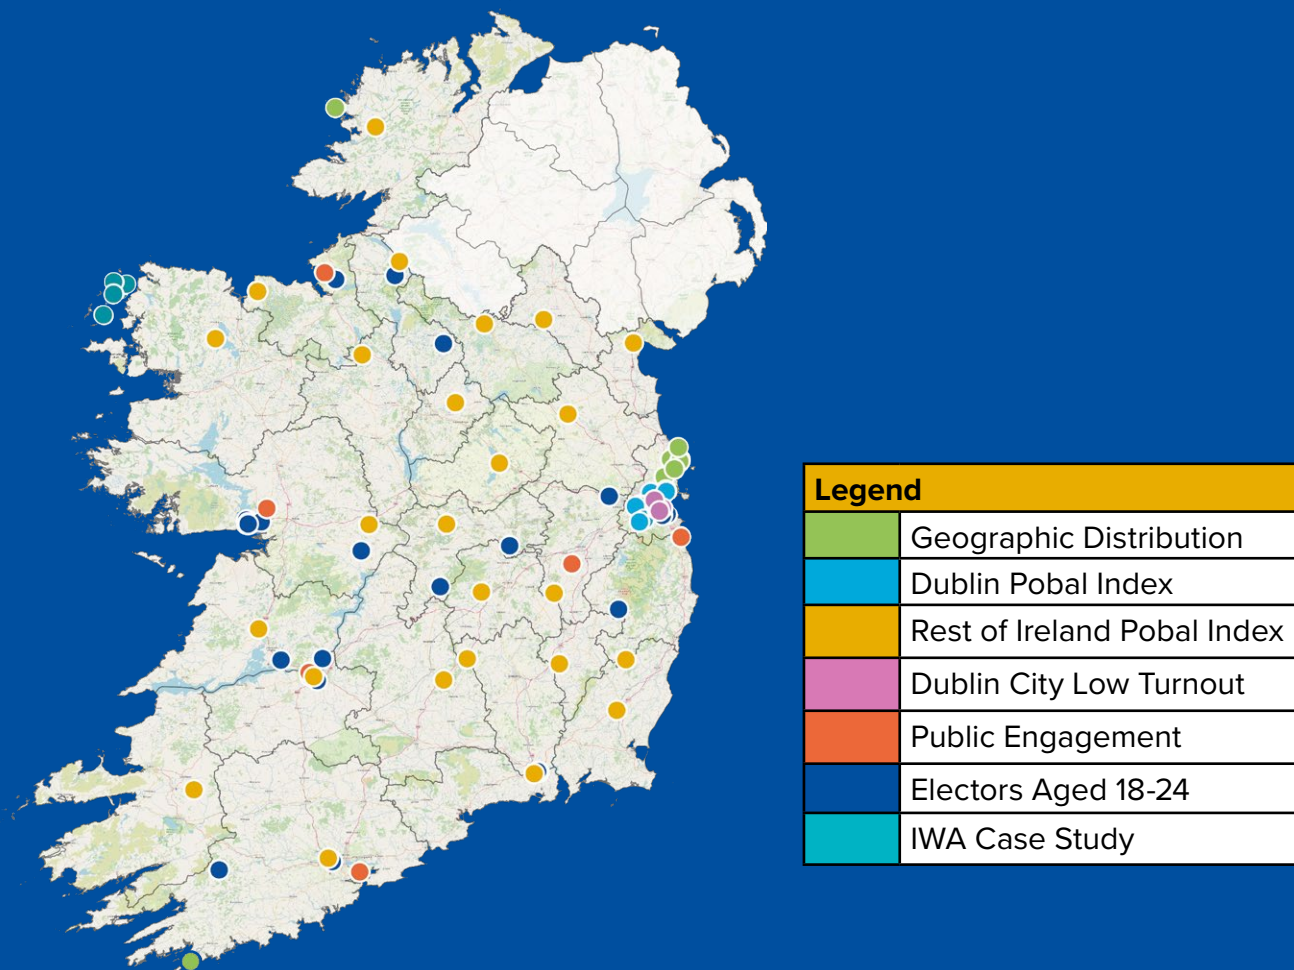 Legend
Geographic Distribution
Dublin Pobal Index
Rest of Ireland Pobal Index
Dublin City Low Turnout
Public Engagement
Electors Aged 18-24
IWA Case Study